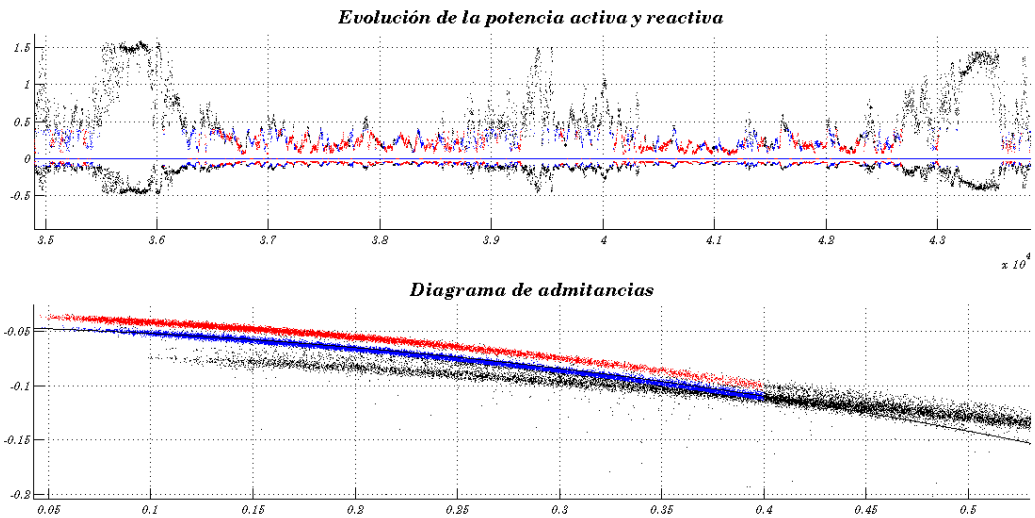 Evolución de la potencia activa y reactiva
1.5
1
0.5
0
-0.5
3.5 3.6 3.7 3.8 3.9 4 4.1 4.2 4.3
x 10^4
Diagrama de admitancias
-0.05
-0.1
-0.15
-0.2
0.05 0.1 0.15 0.2 0.25 0.3 0.35 0.4 0.45 0.5